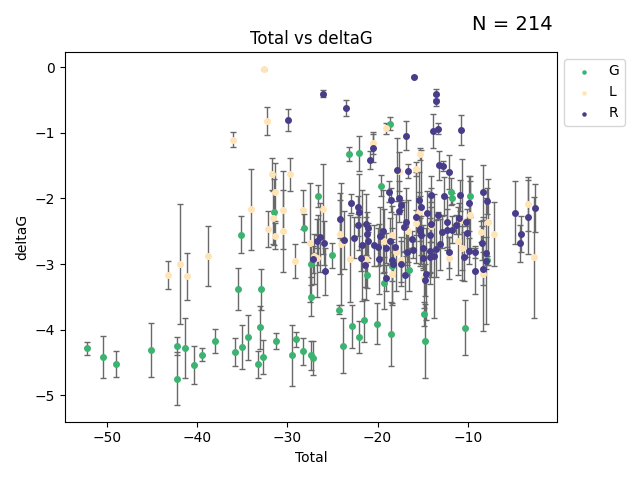 N = 214
Total vs deltaG
G
L
R
deltaG
0
−1
−2
−3
−4
−5
−50 −40 −30 −20 −10
Total